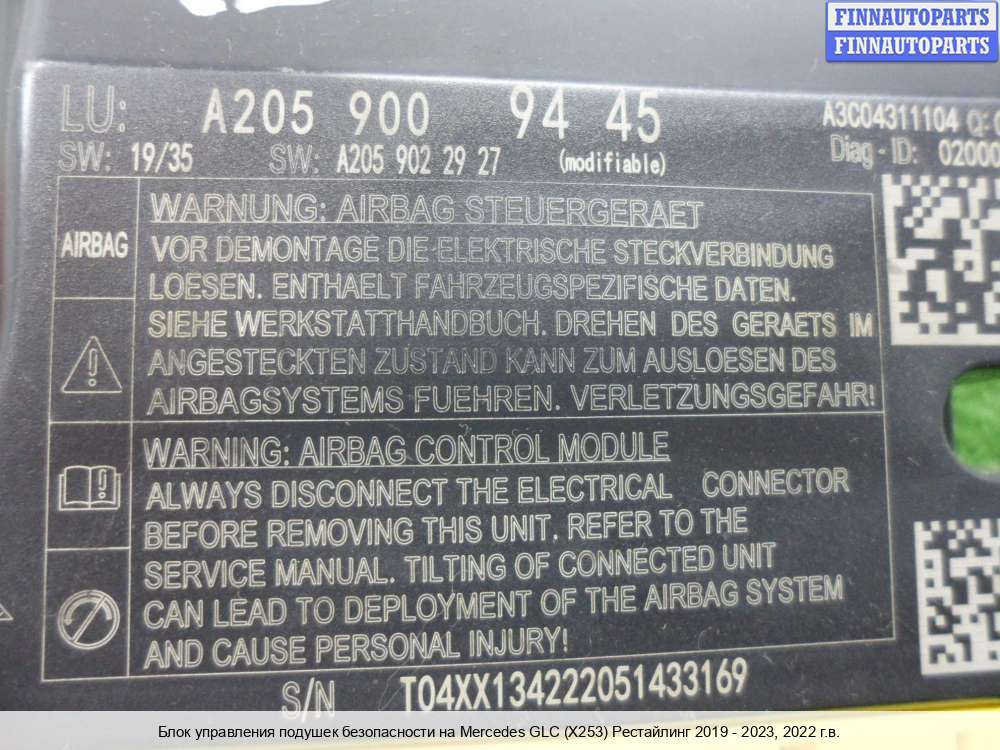 FINNAUTOPARTS
FINNAUTOPARTS
LU: A205 900 94 45 A3C04311104
SW: 19/35 SW: A205 902 29 27 (modifiable) Diag - ID: 02000
WARNUNG: AIRBAG STEUERGERAET
AIRBAG
VOR DEMONTAGE DIE ELEKTRISCHE STECKVERBINDUNG
LOESEN. ENTHAELT FAHRZEUGSPEZIFISCHE DATEN.
SIEHE WERKSTATTHANDBUCH. DREHEN DES GERAETS IM
ANGESTECKTEN ZUSTAND KANN ZUM AUSLOESEN DES
AIRBAGSYSTEMS FUEHREN. VERLETZUNGSGEFAHR!
WARNING: AIRBAG CONTROL MODULE
ALWAYS DISCONNECT THE ELECTRICAL CONNECTOR
BEFORE REMOVING THIS UNIT. REFER TO THE
SERVICE MANUAL. TILTING OF CONNECTED UNIT
CAN LEAD TO DEPLOYMENT OF THE AIRBAG SYSTEM
AND CAUSE PERSONAL INJURY!
S/N T04XX134222051433169
Блок управления подушек безопасности на Mercedes GLC (X253) Рестайлинг 2019 - 2023, 2022 г.в.